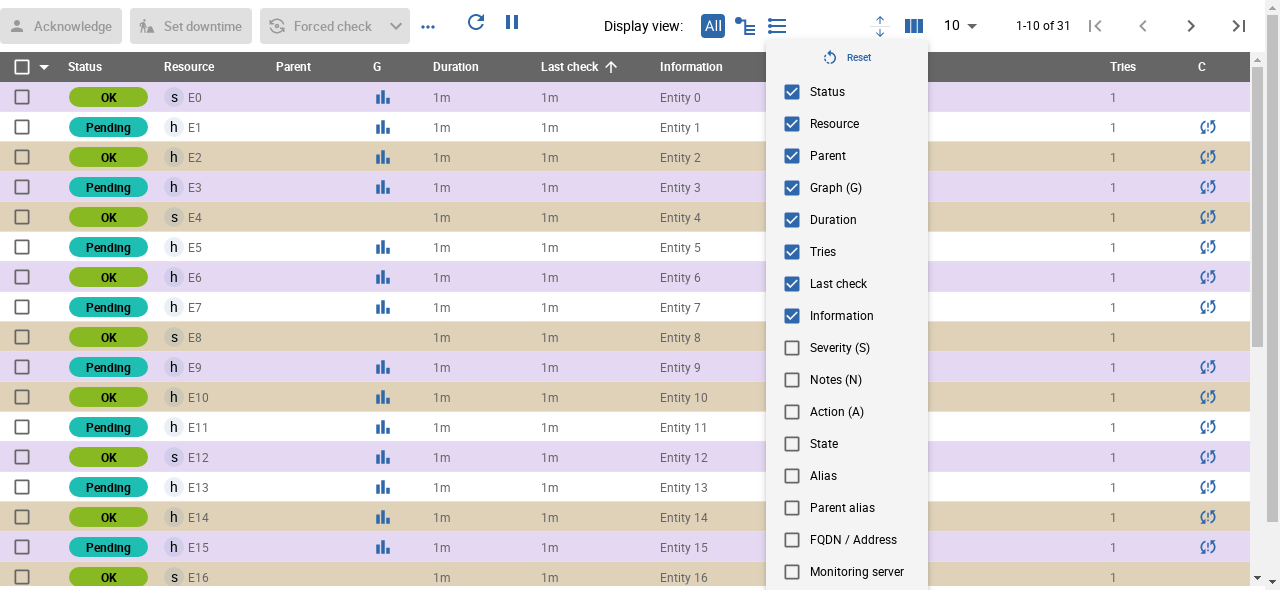 Acknowledge Set downtime Forced check Display view: All 10 1-10 of 31
Status Resource Parent G Duration Last check Information Tries C
OK s E0 1m 1m Entity 0 1
Pending h E1 1m 1m Entity 1 1
OK h E2 1m 1m Entity 2 1
Pending h E3 1m 1m Entity 3 1
OK s E4 1m 1m Entity 4 1
Pending h E5 1m 1m Entity 5 1
OK h E6 1m 1m Entity 6 1
Pending h E7 1m 1m Entity 7 1
OK s E8 1m 1m Entity 8 1
Pending h E9 1m 1m Entity 9 1
OK h E10 1m 1m Entity 10 1
Pending h E11 1m 1m Entity 11 1
OK s E12 1m 1m Entity 12 1
Pending h E13 1m 1m Entity 13 1
OK h E14 1m 1m Entity 14 1
Pending h E15 1m 1m Entity 15 1
OK s E16 1m 1m Entity 16 1
Reset
Status
Resource
Parent
Graph (G)
Duration
Tries
Last check
Information
Severity (S)
Notes (N)
Action (A)
State
Alias
Parent alias
FQDN / Address
Monitoring server